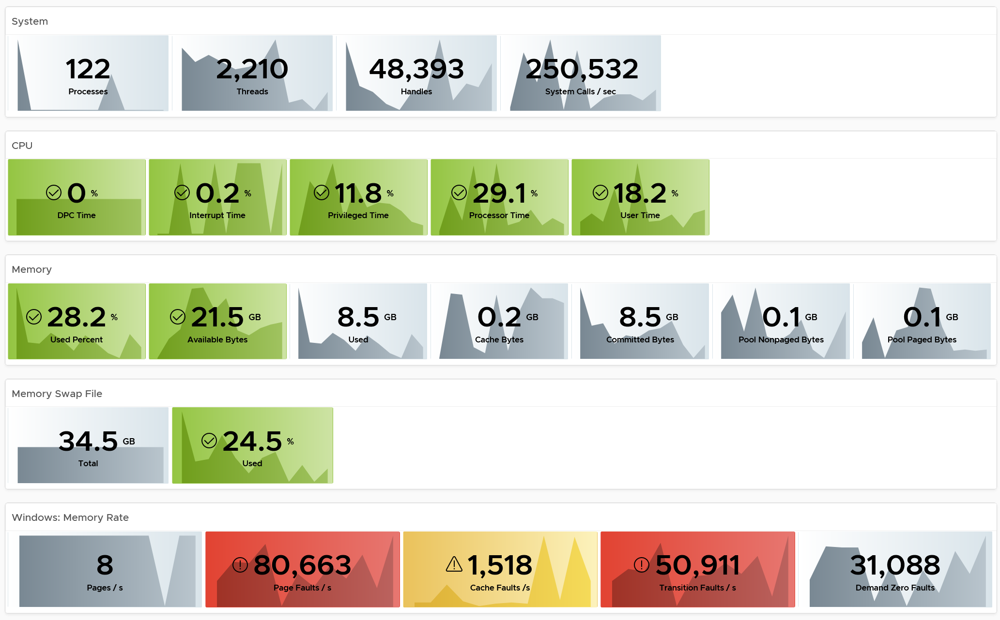 System
122
Processes
2,210
Threads
48,393
Handles
250,532
System Calls / sec
CPU
0 %
DPC Time
0.2 %
Interrupt Time
11.8 %
Privileged Time
29.1 %
Processor Time
18.2 %
User Time
Memory
28.2 %
Used Percent
21.5 GB
Available Bytes
8.5 GB
Used
0.2 GB
Cache Bytes
8.5 GB
Committed Bytes
0.1 GB
Pool Nonpaged Bytes
0.1 GB
Pool Paged Bytes
Memory Swap File
34.5 GB
Total
24.5 %
Used
Windows: Memory Rate
8
Pages / s
80,663
Page Faults / s
1,518
Cache Faults /s
50,911
Transition Faults / s
31,088
Demand Zero Faults